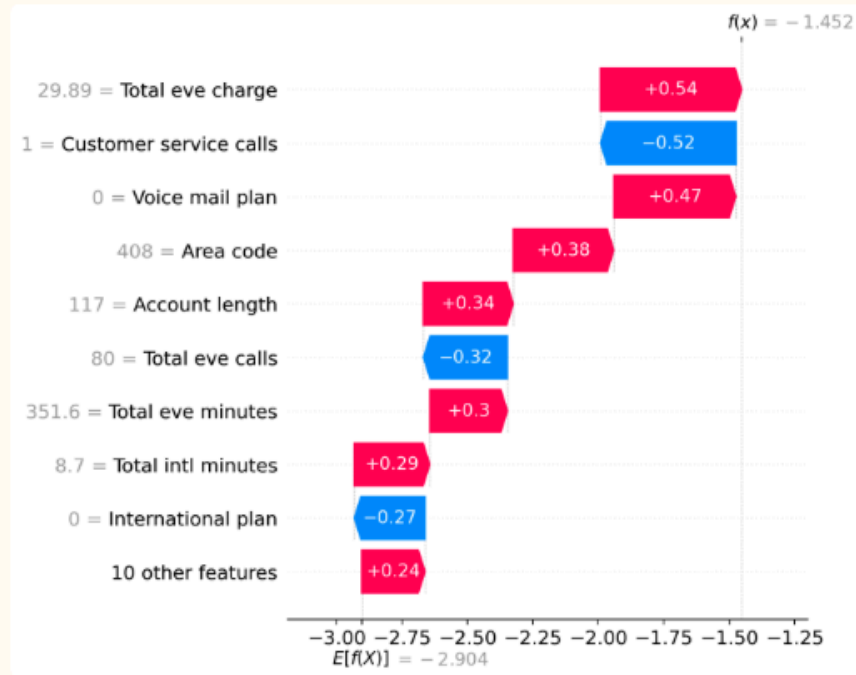 f(x) = −1.452
29.89 = Total eve charge +0.54
1 = Customer service calls −0.52
0 = Voice mail plan +0.47
408 = Area code +0.38
117 = Account length +0.34
80 = Total eve calls −0.32
351.6 = Total eve minutes +0.3
8.7 = Total intl minutes +0.29
0 = International plan −0.27
10 other features +0.24
−3.00 −2.75 −2.50 −2.25 −2.00 −1.75 −1.50 −1.25
E[f(X)] = −2.904